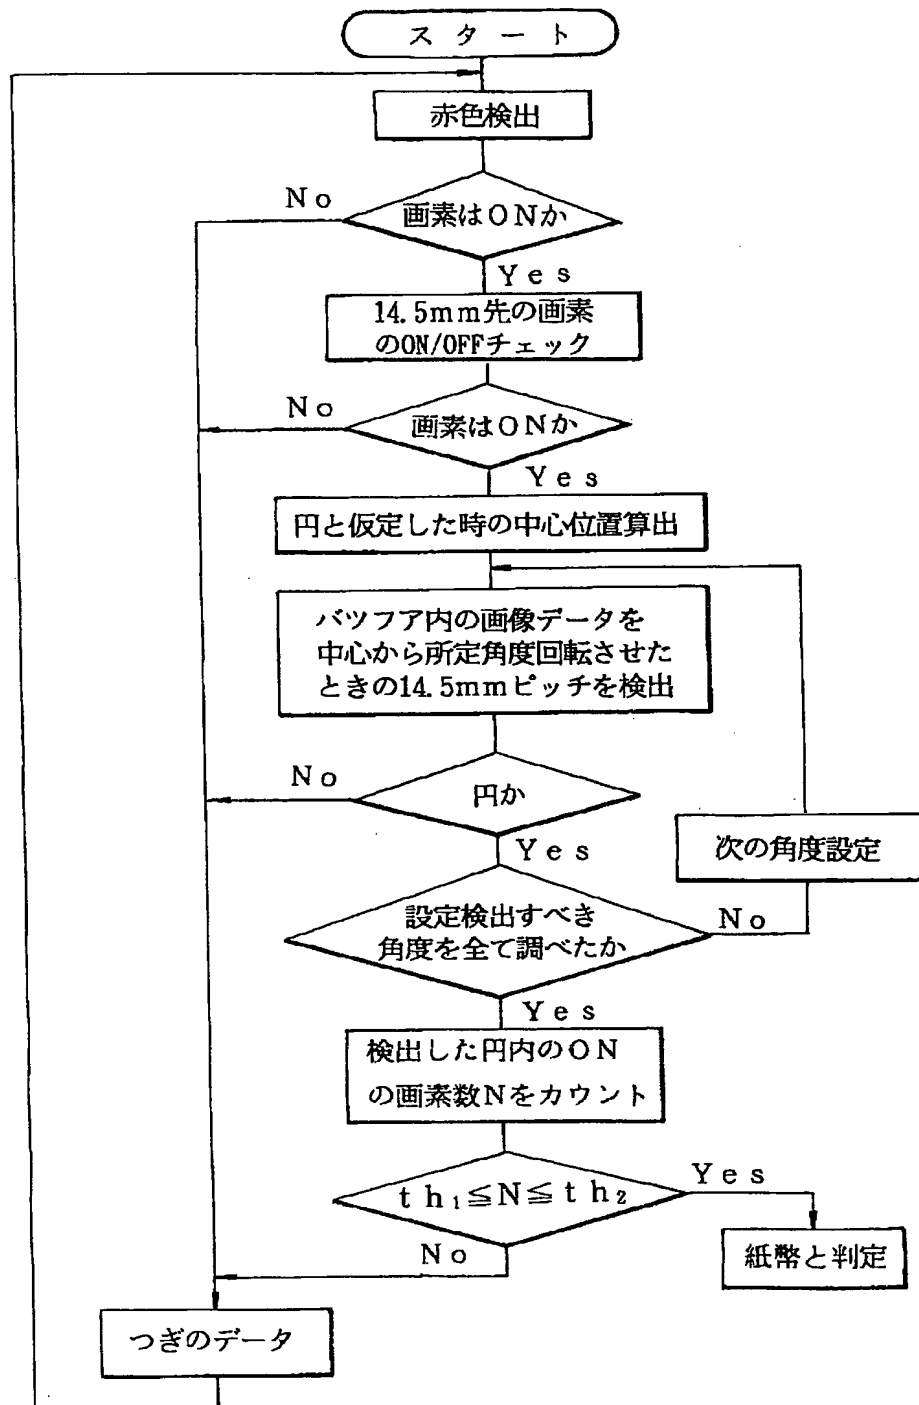 スタート
赤色検出
No
画素はONか
Yes
14.5mm先の画素
のON/OFFチェック
No
画素はONか
Yes
円と仮定した時の中心位置算出
バツフア内の画像データを
中心から所定角度回転させた
ときの14.5mmピッチを検出
No
円か
Yes
次の角度設定
設定検出すべき
角度を全て調べたか
No
Yes
検出した円内のON
の画素数Nをカウント
th₁≦N≦th₂
Yes
No
紙幣と判定
つぎのデータ